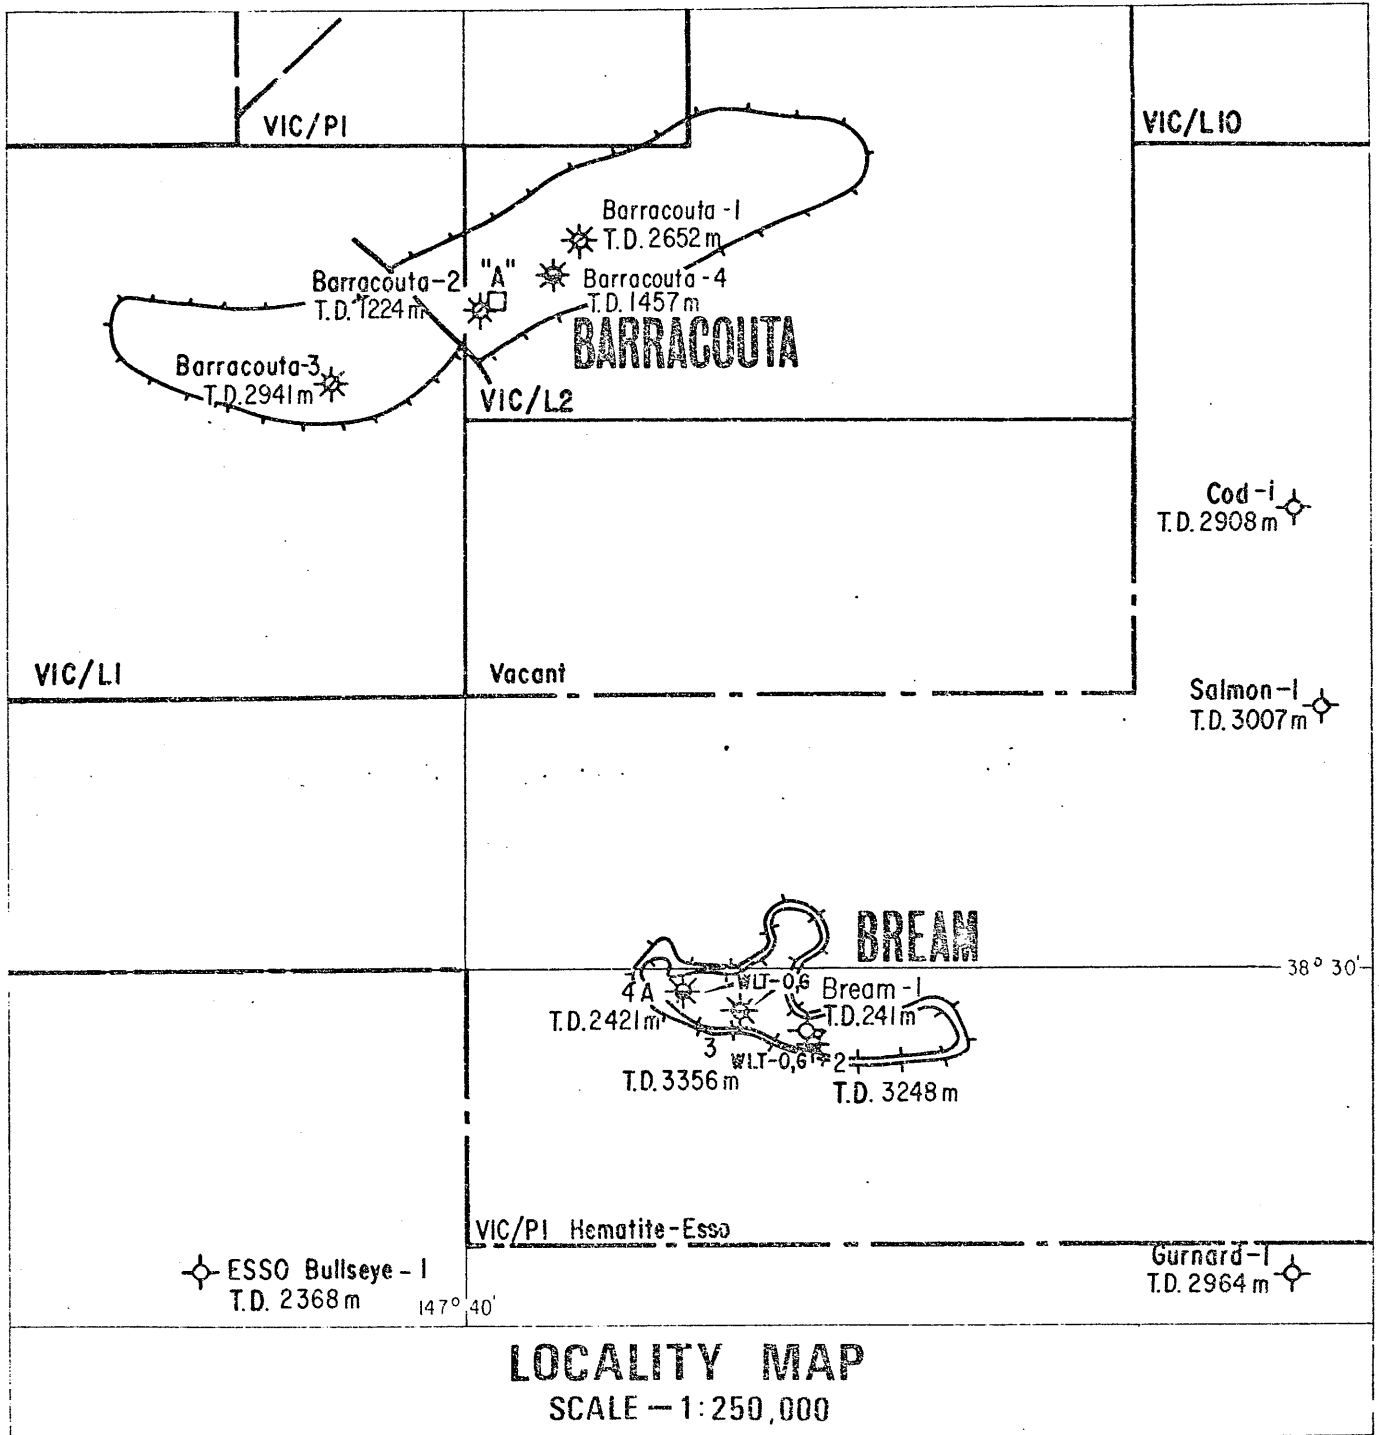 VIC/P1
VIC/L10
Barracouta-1
T.D. 2652m
"A"
Barracouta-2
T.D. 1224m
Barracouta-4
T.D. 1457m
BARRACOUTA
Barracouta-3
T.D. 2941m
VIC/L2
Cod-1
T.D. 2908m
VIC/L1
Vacant
Salmon-1
T.D. 3007m
BREAM
38° 30'
WLT-0,6
4A
Bream-1
T.D. 2421m
T.D. 241m
3
WLT-0,6
2
T.D. 3356m
T.D. 3248m
VIC/P1 Hematite-Esso
ESSO Bullseye-1
T.D. 2368m
Gurnard-1
T.D. 2964m
147° 40'
LOCALITY MAP
SCALE — 1:250,000